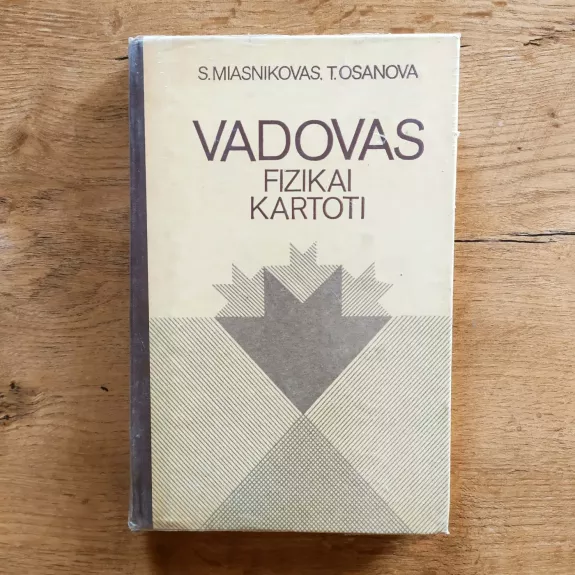 S.MIASNIKOVAS. T.OSANOVA
VADOVAS
FIZIKAI
KARTOTI